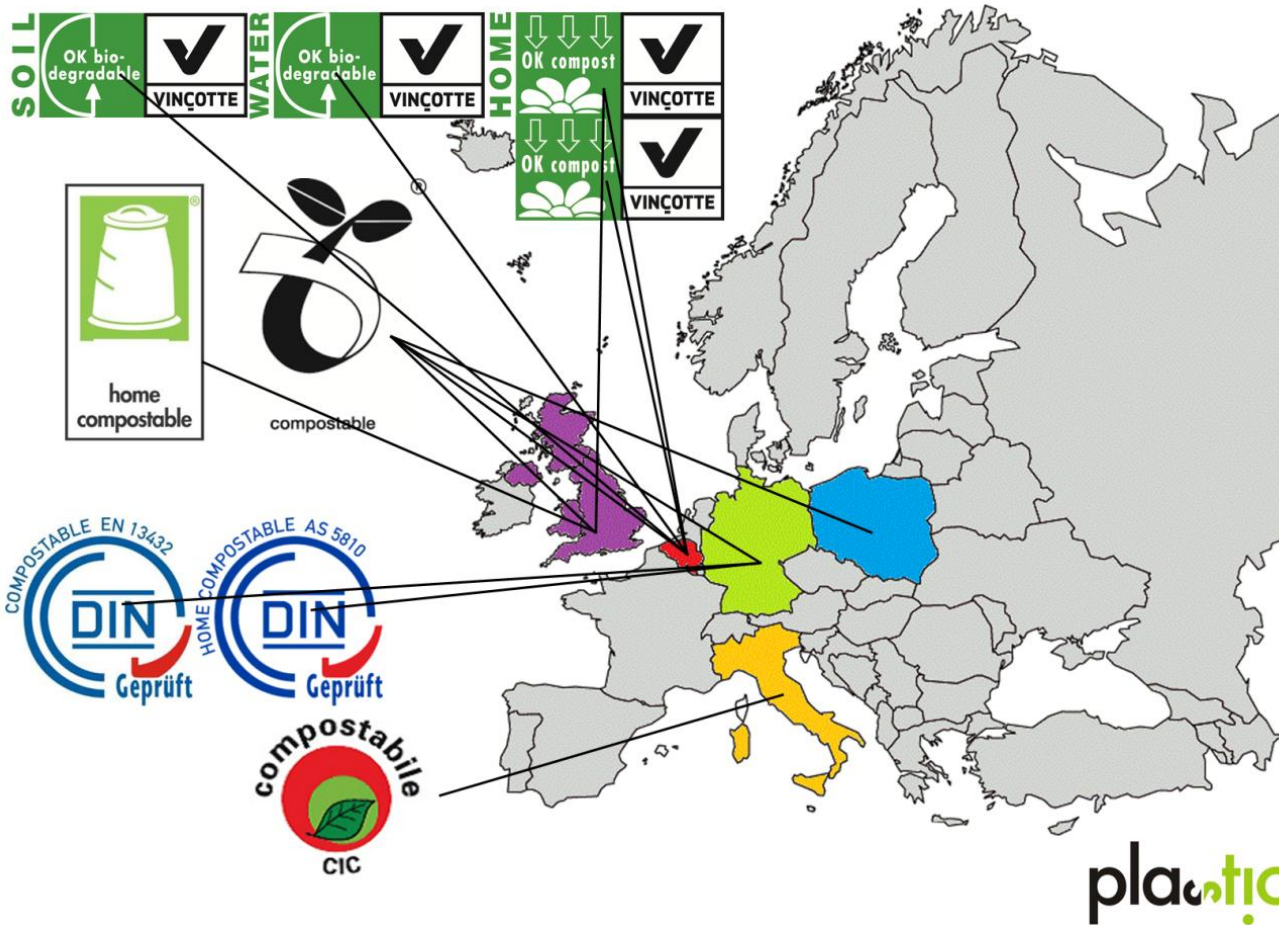 SOIL
OK bio-
degradable
VINÇOTTE
WATER
OK bio-
degradable
VINÇOTTE
HOME
OK compost
VINÇOTTE
OK compost
VINÇOTTE
®
home
compostable
®
compostable
COMPOSTABLE EN 13432
DIN
Geprüft
HOME COMPOSTABLE AS 5810
DIN
Geprüft
compostabile
CIC
plastic